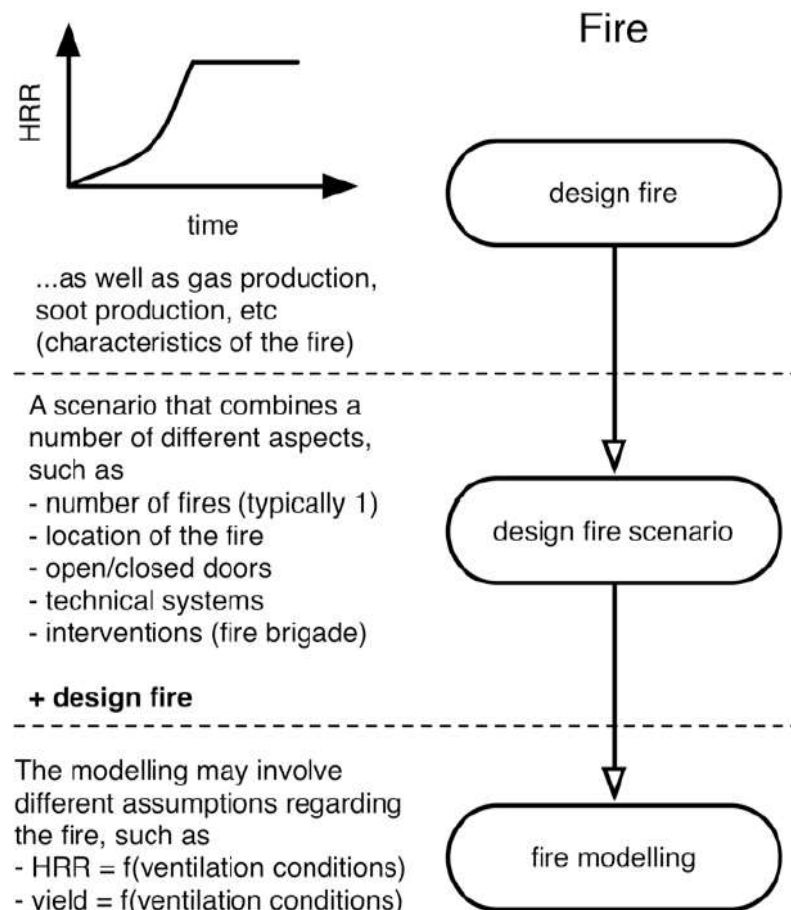 Fire
HRR
time
design fire
...as well as gas production,
soot production, etc
(characteristics of the fire)
A scenario that combines a
number of different aspects,
such as
- number of fires (typically 1)
- location of the fire
- open/closed doors
- technical systems
- interventions (fire brigade)
+ design fire
design fire scenario
The modelling may involve
different assumptions regarding
the fire, such as
- HRR = f(ventilation conditions)
- yield = f(ventilation conditions)
fire modelling